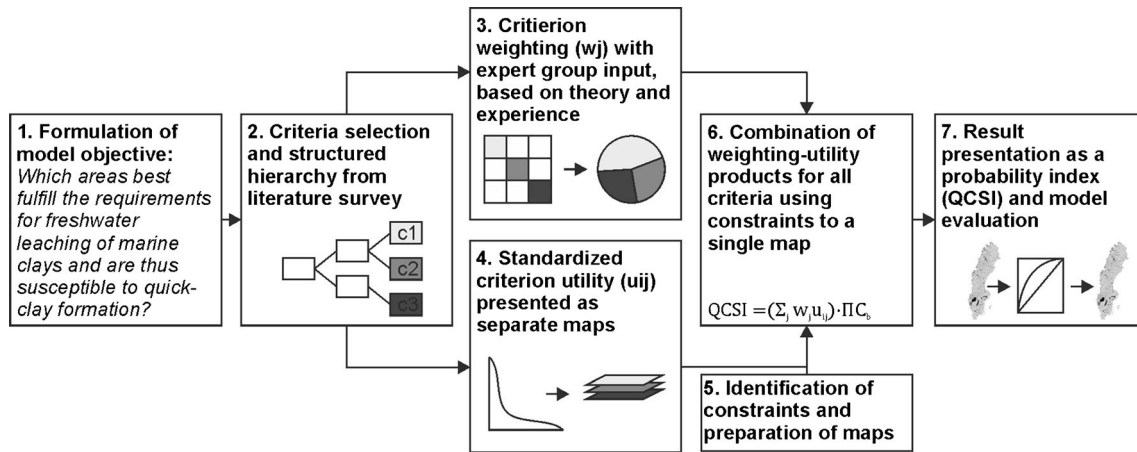 1. Formulation of
model objective:
Which areas best
fulfill the requirements
for freshwater
leaching of marine
clays and are thus
susceptible to quick-
clay formation?
2. Criteria selection
and structured
hierarchy from
literature survey
c1
c2
c3
3. Critierion
weighting (wj) with
expert group input,
based on theory and
experience
4. Standardized
criterion utility (uij)
presented as
separate maps
5. Identification of
constraints and
preparation of maps
6. Combination of
weighting-utility
products for all
criteria using
constraints to a
single map
QCSI =(Σⱼ wⱼuᵢⱼ)·ΠC_b
7. Result
presentation as a
probability index
(QCSI) and model
evaluation